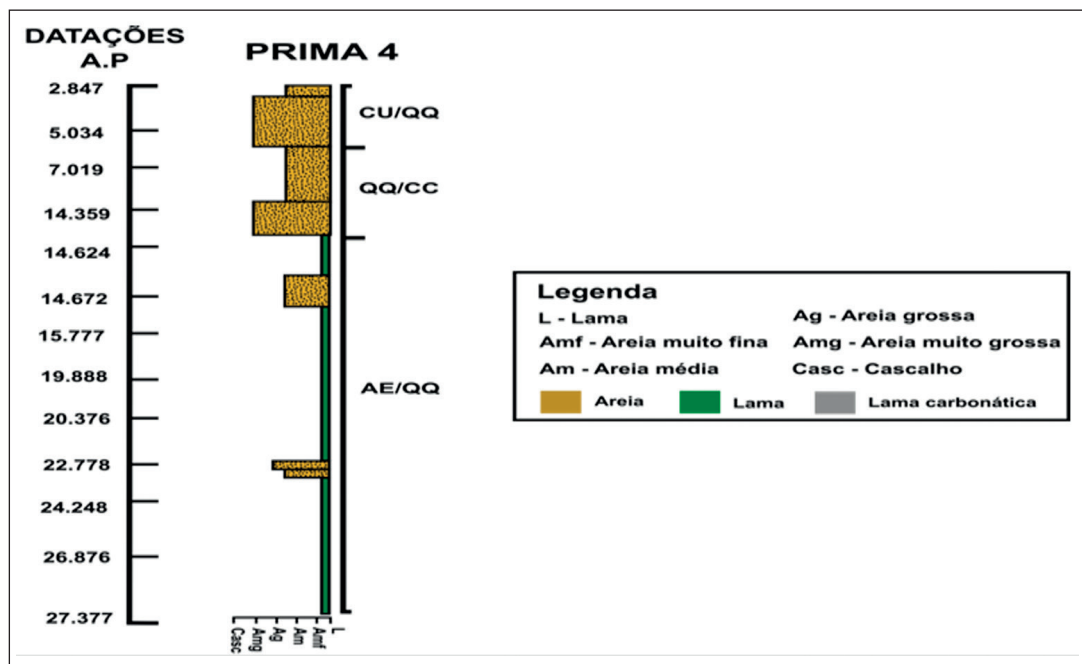 DATAÇÕES
A.P
PRIMA 4
2.847
5.034
7.019
14.359
14.624
14.672
15.777
19.888
20.376
22.778
24.248
26.876
27.377
CU/QQ
QQ/CC
AE/QQ
Casc
Amg
Ag
Am
Amf
L
Legenda
L - Lama
Ag - Areia grossa
Amf - Areia muito fina
Amg - Areia muito grossa
Am - Areia média
Casc - Cascalho
Areia
Lama
Lama carbonática